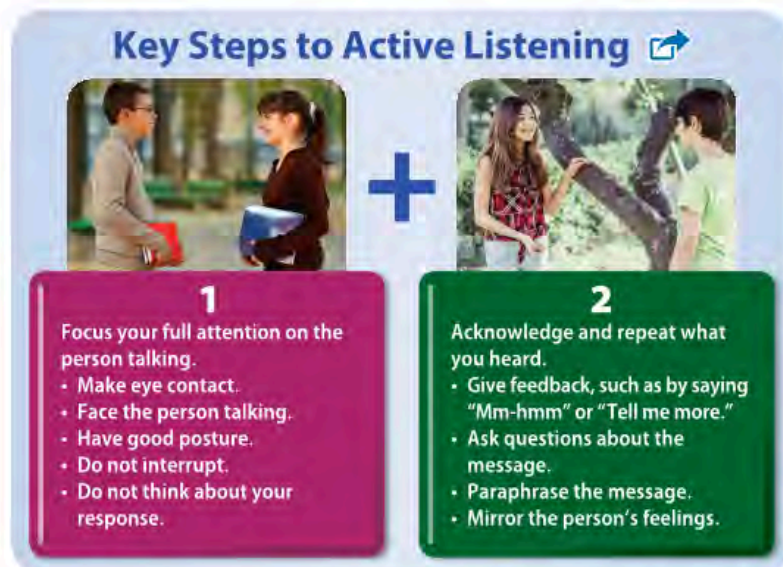 Key Steps to Active Listening
1
Focus your full attention on the
person talking.
• Make eye contact.
• Face the person talking.
• Have good posture.
• Do not interrupt.
• Do not think about your
response.
2
Acknowledge and repeat what
you heard.
• Give feedback, such as by saying
"Mm-hmm" or "Tell me more."
• Ask questions about the
message.
• Paraphrase the message.
• Mirror the person's feelings.